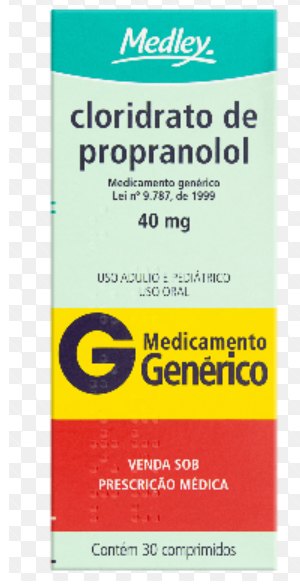 Medley.
cloridrato de
propranolol
Medicamento genérico
Lei nº 9.787, de 1999
40 mg
USO ADULTO E PEDIÁTRICO
USO ORAL
G Medicamento
Genérico
VENDA SOB
PRESCRIÇÃO MÉDICA
Contém 30 comprimidos